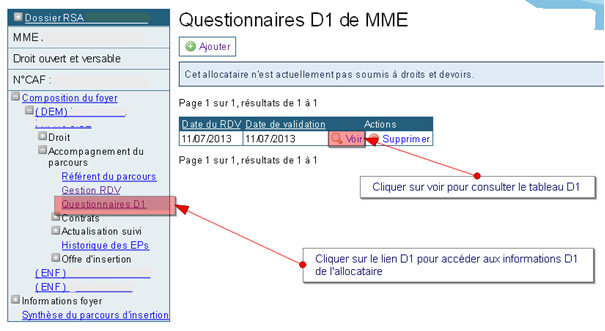 Dossier RSA
MME .
Droit ouvert et versable
N°CAF :
Composition du foyer
(DEM)
Droit
Accompagnement du
parcours
Référent du parcours
Gestion RDV
Questionnaires D1
Contrats
Actualisation suivi
Historique des EPs
Offre d'insertion
(ENF)
(ENF)
Informations foyer
Synthèse du parcours d'insertion
Questionnaires D1 de MME
Ajouter
Cet allocataire n'est actuellement pas soumis à droits et devoirs.
Page 1 sur 1, résultats de 1 à 1
Date du RDV Date de validation Actions
11/07/2013 11/07/2013 Voir Supprimer
Page 1 sur 1, résultats de 1 à 1
Cliquer sur voir pour consulter le tableau D1
Cliquer sur le lien D1 pour accéder aux informations D1
de l'allocataire